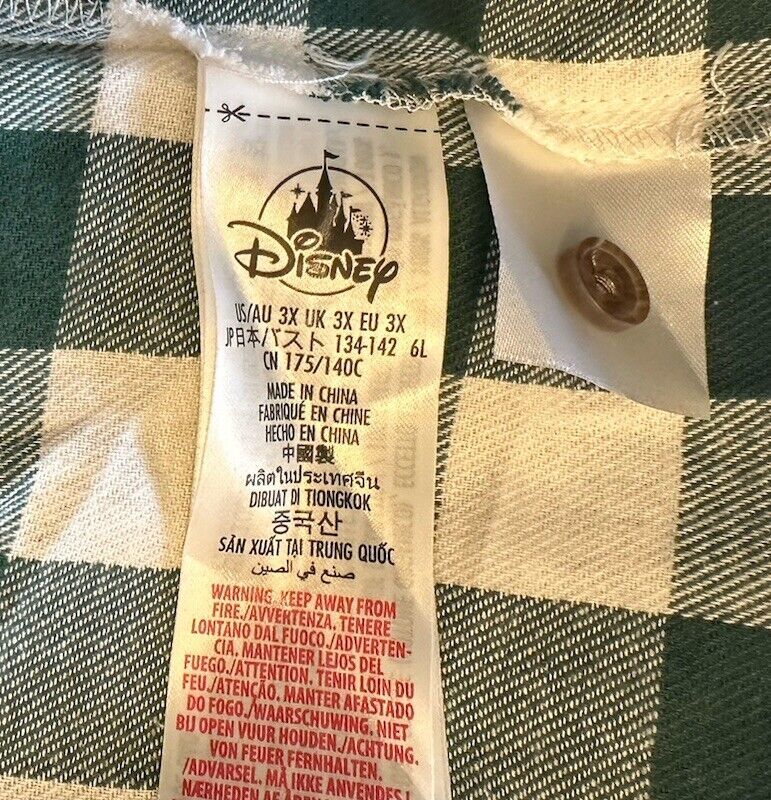 DISNEY
US/AU 3X UK 3X EU 3X
JP日本/バスト 134-142 6L
CN 175/140C
MADE IN CHINA
FABRIQUÉ EN CHINE
HECHO EN CHINA
中國製
ผลิตในประเทศจีน
DIBUAT DI TIONGKOK
중국산
SẢN XUẤT TẠI TRUNG QUỐC
صنع في الصين
WARNING. KEEP AWAY FROM
FIRE./AVVERTENZA. TENERE
LONTANO DAL FUOCO./ADVERTEN-
CIA. MANTENER LEJOS DEL
FUEGO./ATTENTION. TENIR LOIN DU
FEU./ATENÇÃO. MANTER AFASTADO
DO FOGO./WAARSCHUWING. NIET
BIJ OPEN VUUR HOUDEN./ACHTUNG.
VON FEUER FERNHALTEN.
/ADVARSEL. MÅ IKKE ANVENDES I
NÆRHEDEN AF ÅBEN